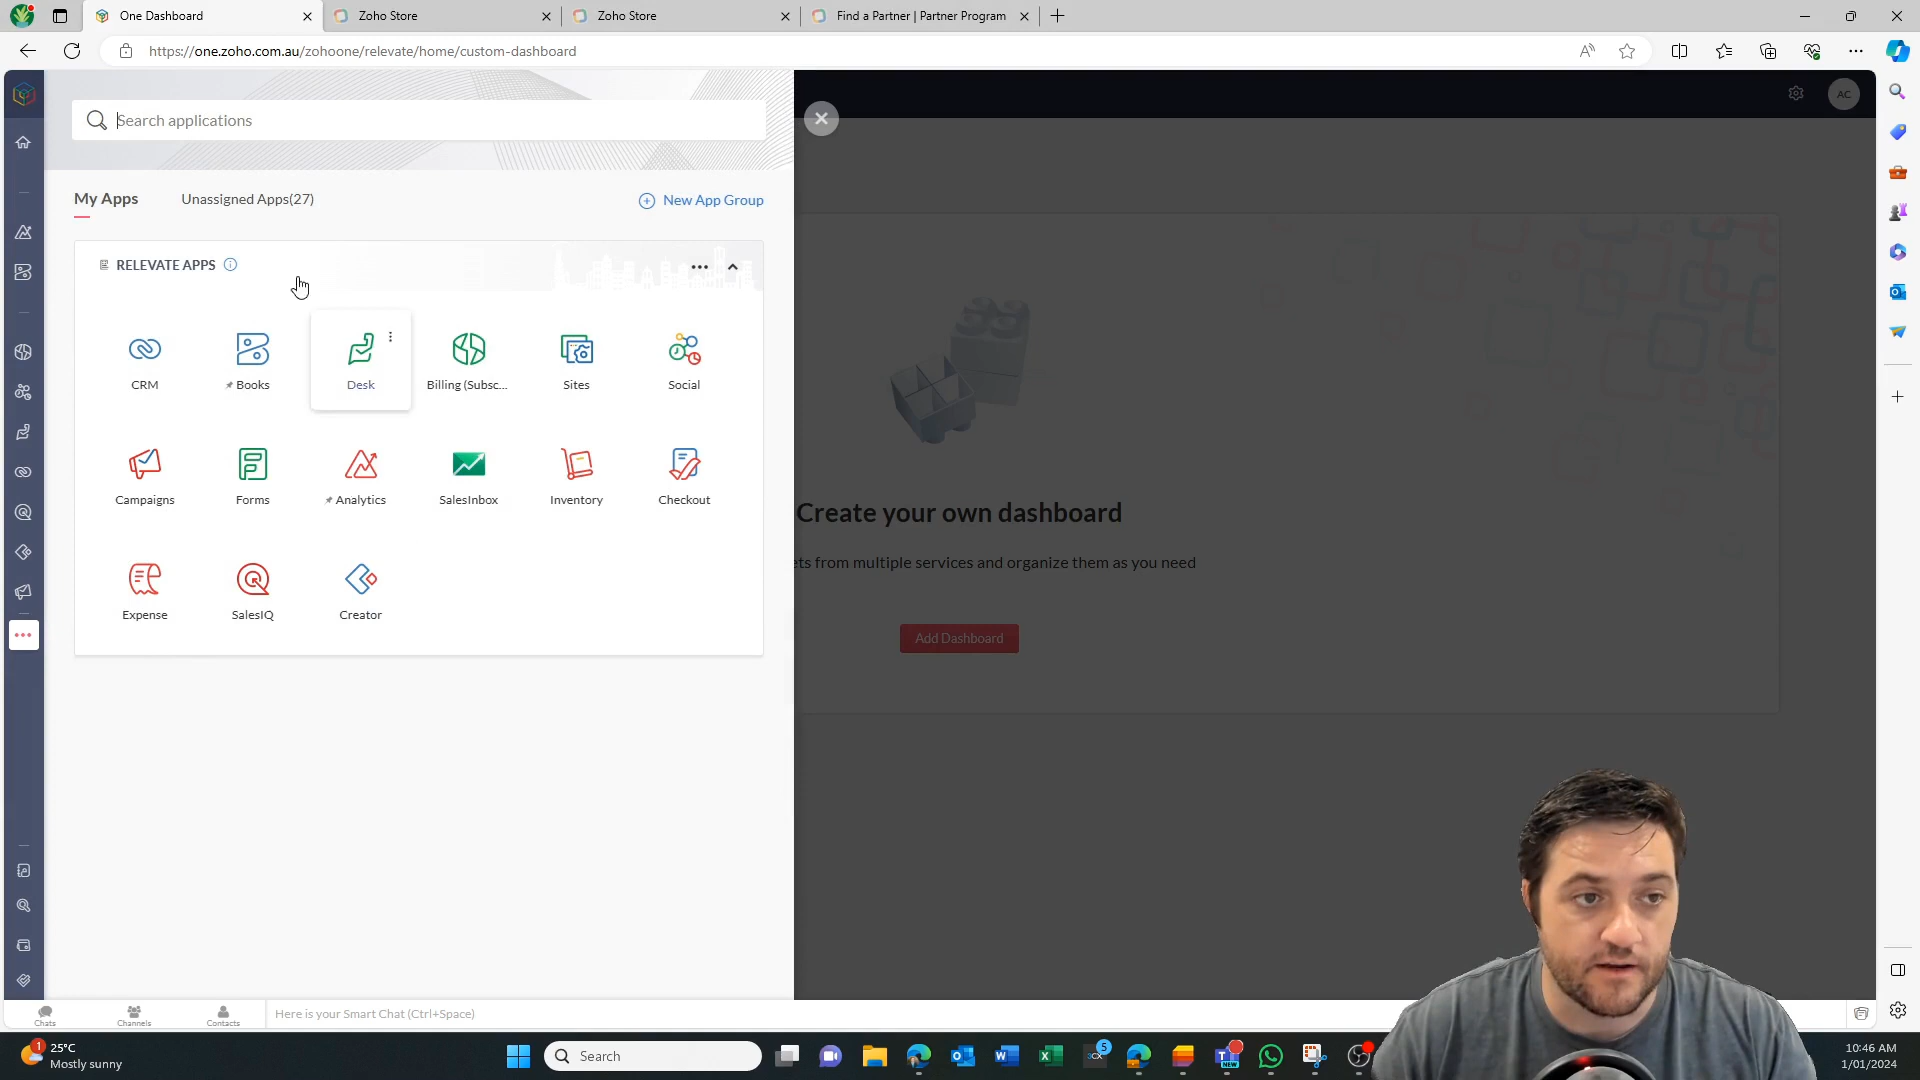 One Dashboard
Zoho Store
Zoho Store
Find a Partner | Partner Program
https://one.zoho.com.au/zohoone/relevate/home/custom-dashboard
Search applications
AC
My Apps
Unassigned Apps(27)
New App Group
RELEVATE APPS
CRM
Books
Desk
Billing (Subsc...
Sites
Social
Campaigns
Forms
Analytics
SalesInbox
Inventory
Checkout
Expense
SalesIQ
Creator
Create your own dashboard
ets from multiple services and organize them as you need
Add Dashboard
Chats
Channels
Contacts
Here is your Smart Chat (Ctrl+Space)
1
25°C
Mostly sunny
Search
3CX
5
NEW
10:46 AM
1/01/2024